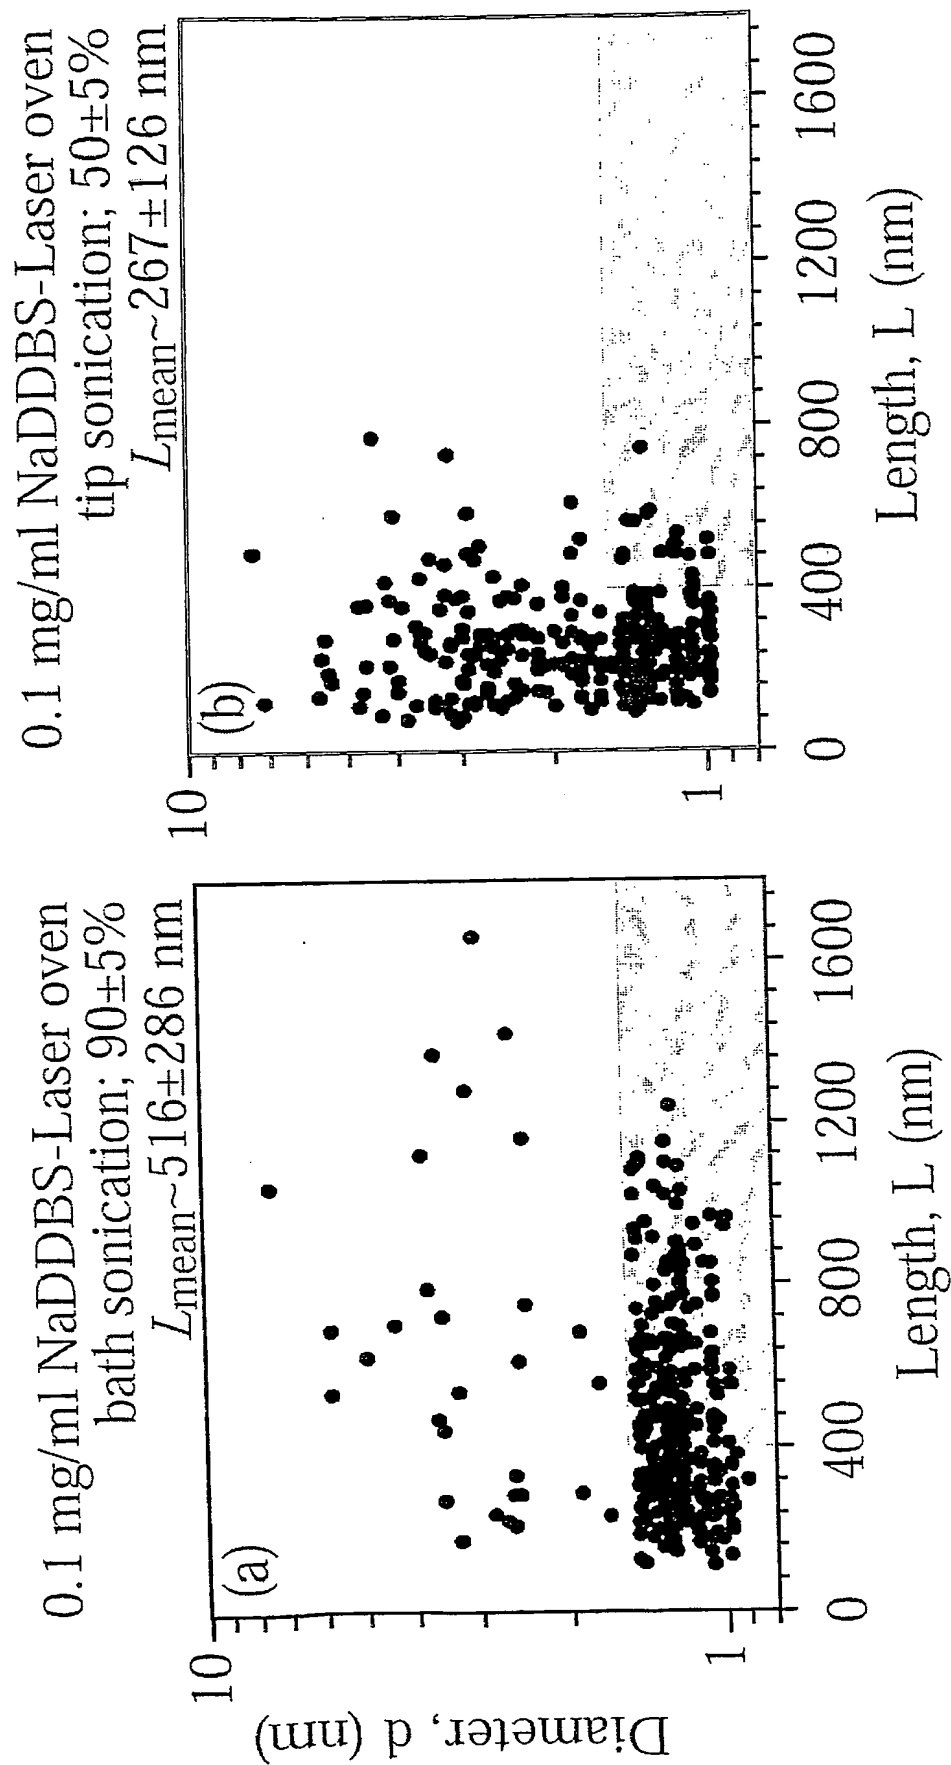 0.1 mg/ml NaDDBS-Laser oven
bath sonication; 90±5%
Lmean~516±286 nm
(a)
10
1
Diameter, d (nm)
0 400 800 1200 1600
Length, L (nm)
0.1 mg/ml NaDDBS-Laser oven
tip sonication; 50±5%
Lmean~267±126 nm
(b)
10
1
0 400 800 1200 1600
Length, L (nm)